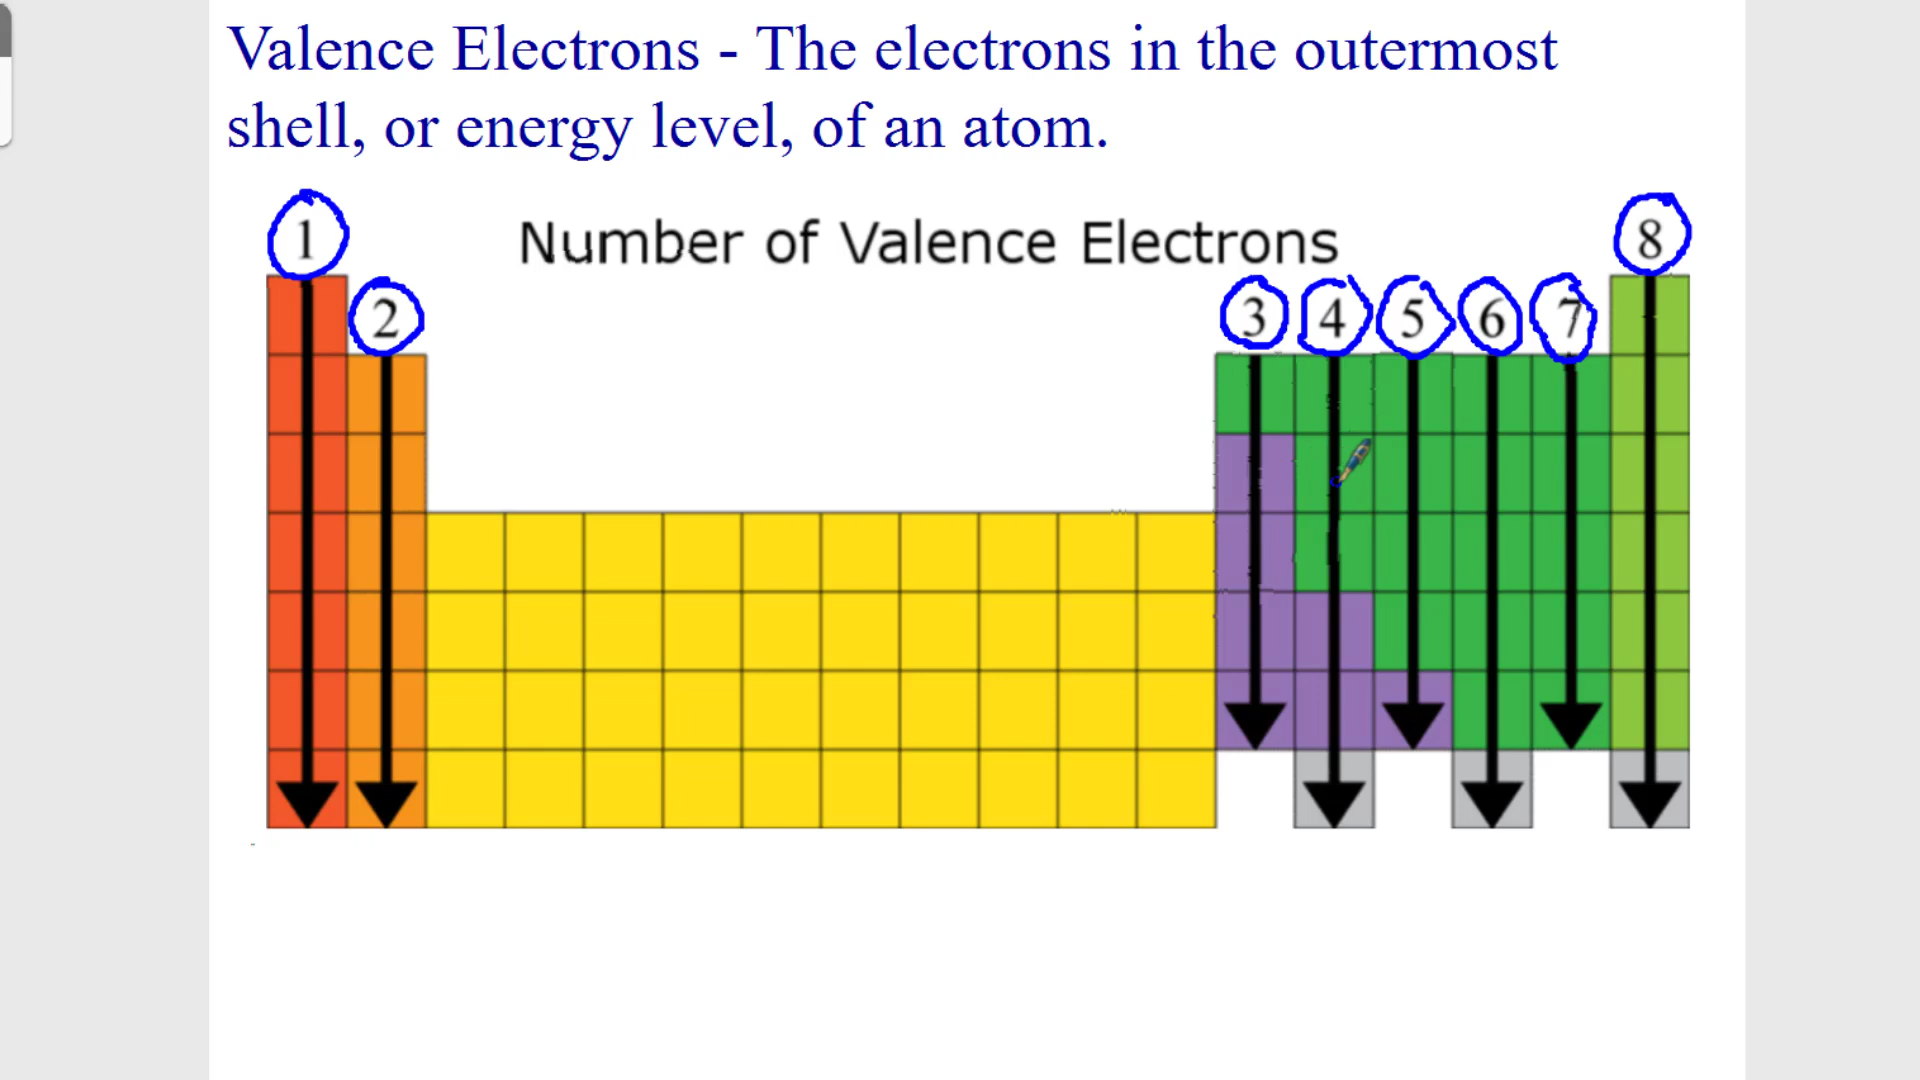 Valence Electrons - The electrons in the outermost
shell, or energy level, of an atom.
Number of Valence Electrons
1 8
2 3 4 5 6 7